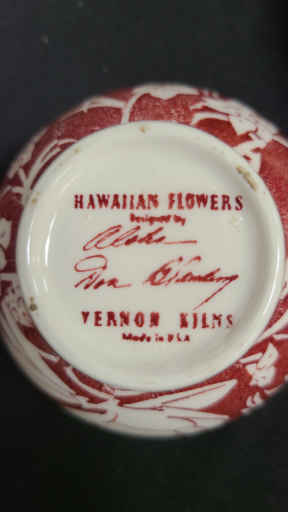 HAWAIIAN FLOWERS
Designed by
Aloha
Don Blanding
VERNON KILNS
Made in U.S.A